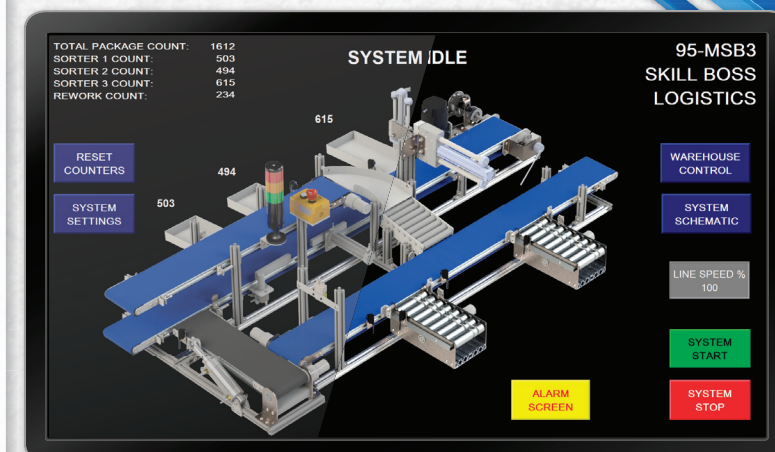 TOTAL PACKAGE COUNT: 1612
SORTER 1 COUNT: 503
SORTER 2 COUNT: 494
SORTER 3 COUNT: 615
REWORK COUNT: 234
SYSTEM IDLE
95-MSB3
SKILL BOSS
LOGISTICS
615
494
503
RESET
COUNTERS
SYSTEM
SETTINGS
WAREHOUSE
CONTROL
SYSTEM
SCHEMATIC
LINE SPEED %
100
SYSTEM
START
ALARM
SCREEN
SYSTEM
STOP